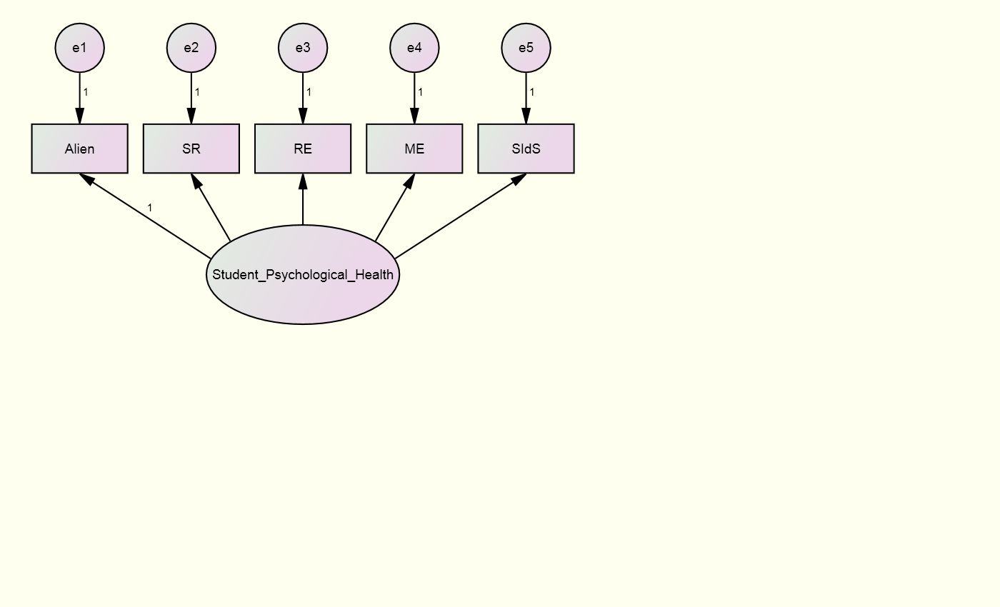 e1 e2 e3 e4 e5
1 1 1 1 1
Alien SR RE ME SIdS
1
Student_Psychological_Health